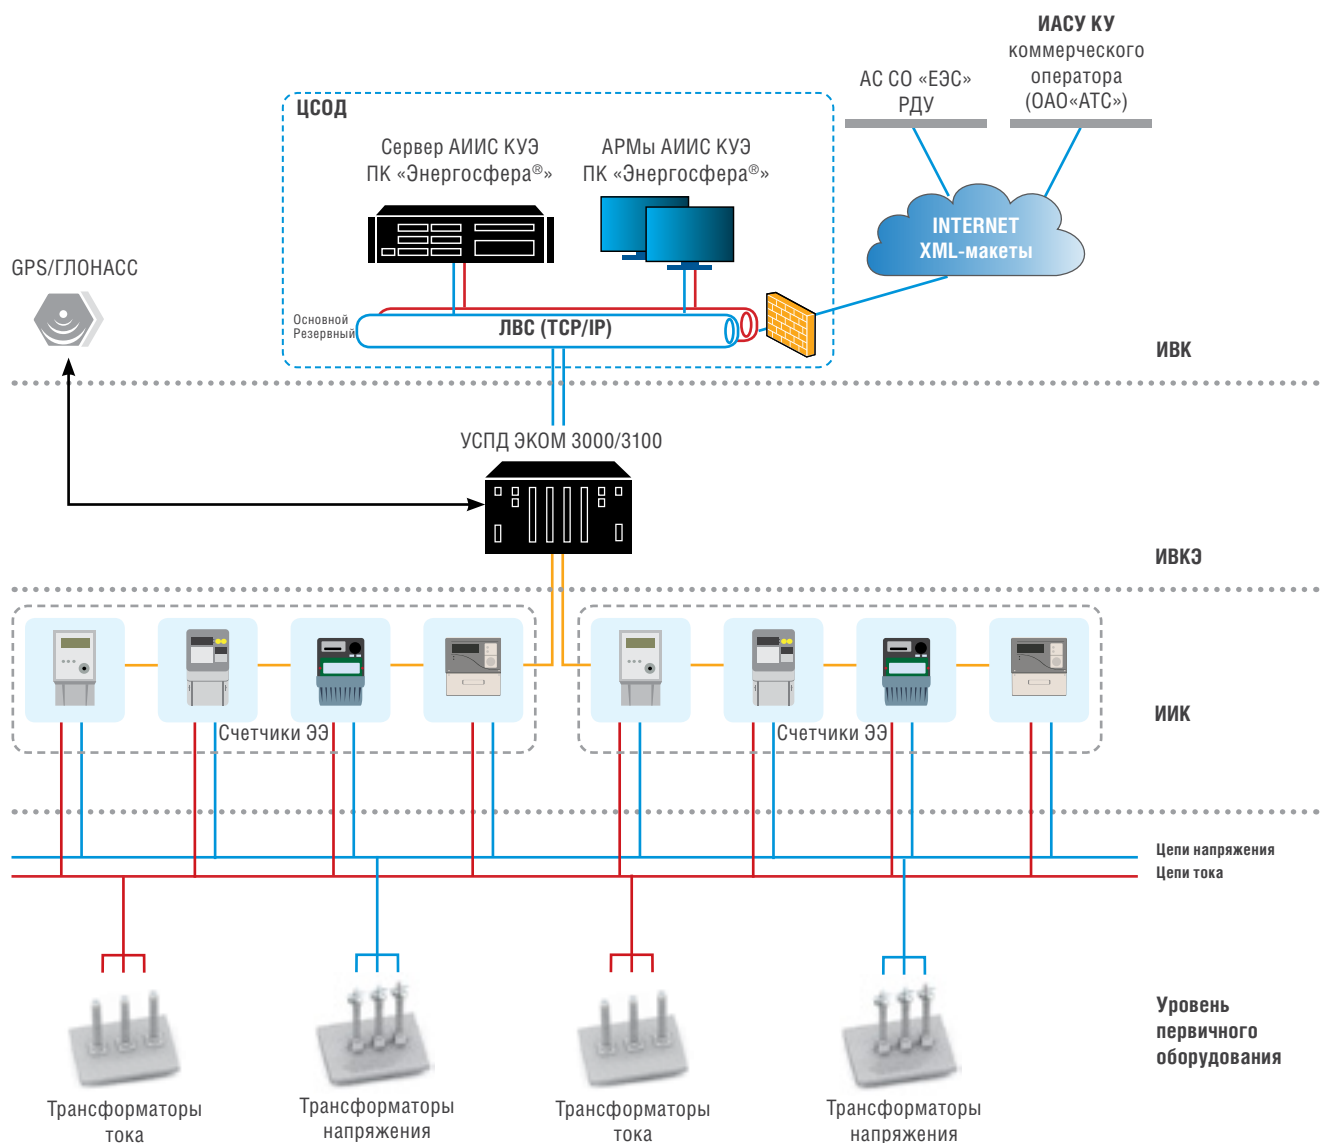 ИАСУ КУ
коммерческого
оператора
(ОАО«АТС»)
АС СО «ЕЭС»
РДУ
ЦСОД
Сервер АИИС КУЭ
ПК «Энергосфера®»
АРМы АИИС КУЭ
ПК «Энергосфера®»
INTERNET
XML-макеты
GPS/ГЛОНАСС
Основной
Резервный
ЛВС (TCP/IP)
ИВК
УСПД ЭКОМ 3000/3100
ИВКЭ
Счетчики ЭЭ
Счетчики ЭЭ
ИИК
Цепи напряжения
Цепи тока
Уровень
первичного
оборудования
Трансформаторы
тока
Трансформаторы
напряжения
Трансформаторы
тока
Трансформаторы
напряжения